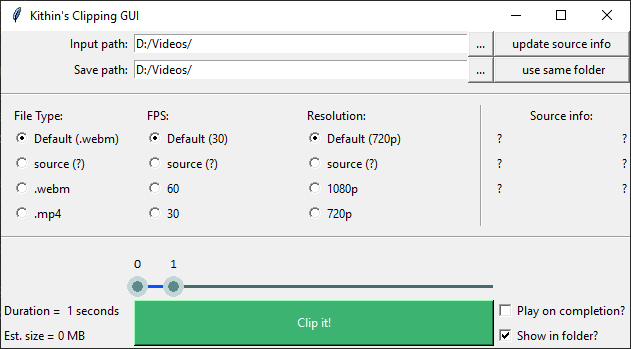 Kithin's Clipping GUI
Input path: D:/Videos/ ... update source info
Save path: D:/Videos/ ... use same folder
File Type: FPS: Resolution: Source info:
Default (.webm) Default (30) Default (720p) ? ?
source (?) source (?) source (?) ? ?
.webm 60 1080p ? ?
.mp4 30 720p
0 1
Duration = 1 seconds Clip it! Play on completion?
Est. size = 0 MB Show in folder?